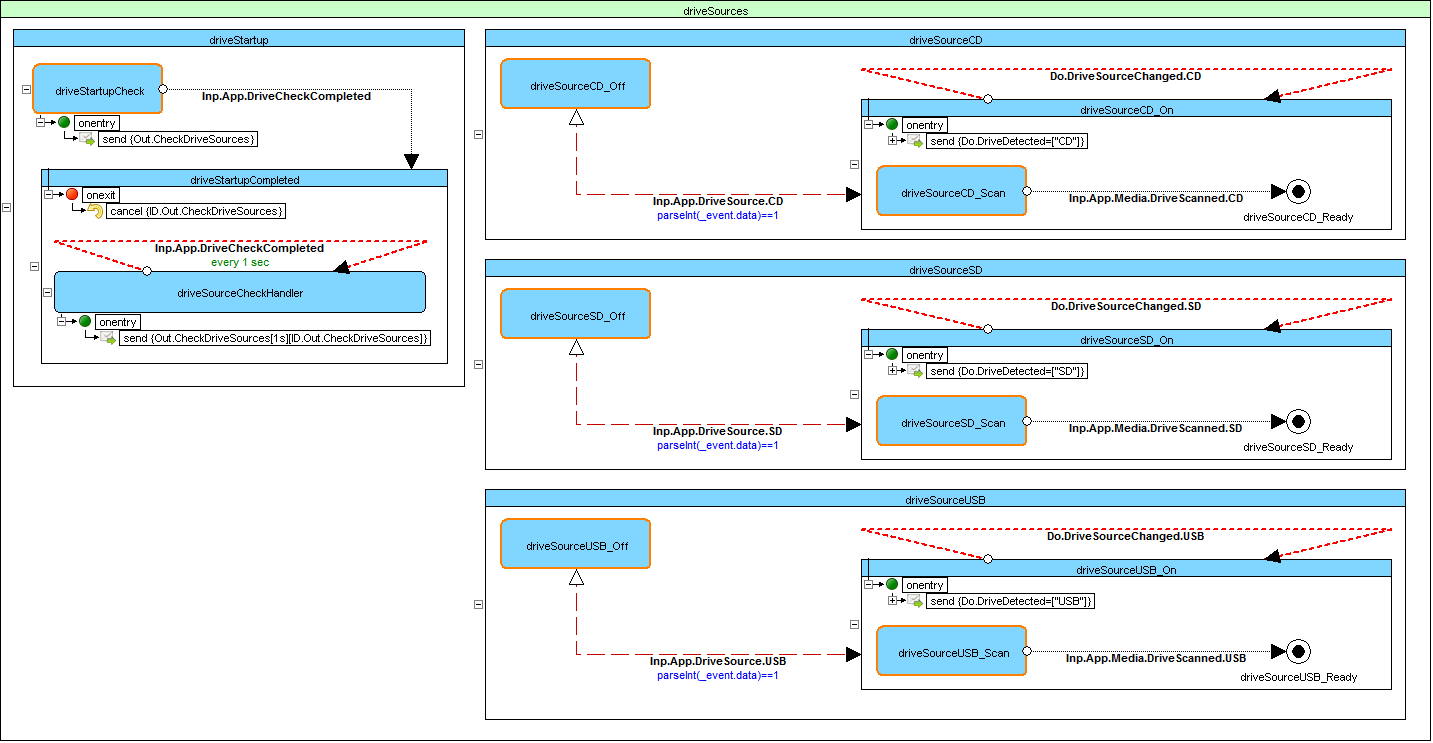 driveSources
driveStartup
driveStartupCheck
Inp.App.DriveCheckCompleted
onentry
send {Out.CheckDriveSources}
driveStartupCompleted
onexit
cancel {ID.Out.CheckDriveSources}
Inp.App.DriveCheckCompleted
every 1 sec
driveSourceCheckHandler
onentry
send {Out.CheckDriveSources[1s][ID.Out.CheckDriveSources]}
driveSourceCD
driveSourceCD_Off
Do.DriveSourceChanged.CD
driveSourceCD_On
onentry
send {Do.DriveDetected=["CD"]}
driveSourceCD_Scan
Inp.App.DriveSource.CD
parseInt(_event.data)==1
Inp.App.Media.DriveScanned.CD
driveSourceCD_Ready
driveSourceSD
driveSourceSD_Off
Do.DriveSourceChanged.SD
driveSourceSD_On
onentry
send {Do.DriveDetected=["SD"]}
driveSourceSD_Scan
Inp.App.DriveSource.SD
parseInt(_event.data)==1
Inp.App.Media.DriveScanned.SD
driveSourceSD_Ready
driveSourceUSB
driveSourceUSB_Off
Do.DriveSourceChanged.USB
driveSourceUSB_On
onentry
send {Do.DriveDetected=["USB"]}
driveSourceUSB_Scan
Inp.App.DriveSource.USB
parseInt(_event.data)==1
Inp.App.Media.DriveScanned.USB
driveSourceUSB_Ready